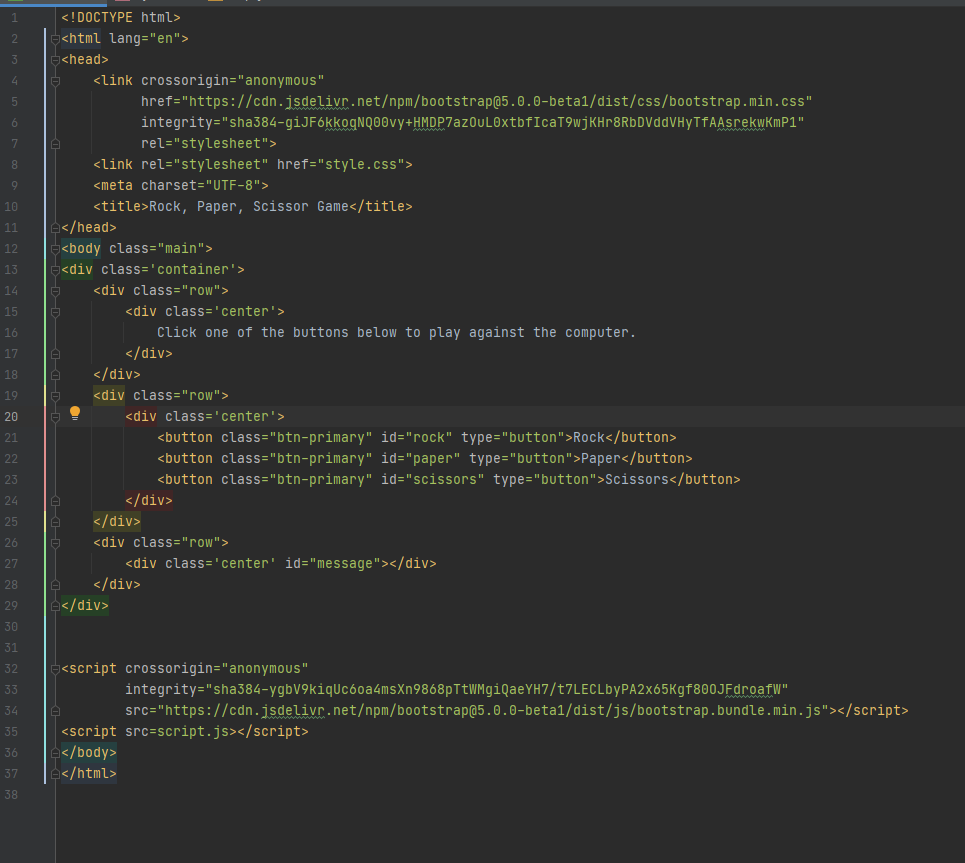 1 <!DOCTYPE html>
2 <html lang="en">
3 <head>
4 <link crossorigin="anonymous"
5 href="https://cdn.jsdelivr.net/npm/bootstrap@5.0.0-beta1/dist/css/bootstrap.min.css"
6 integrity="sha384-giJF6kkoqNQ00vy+HMDP7azOuL0xtbfIcaT9wjKHr8RbDVddVHyTfAAsrekwKmP1"
7 rel="stylesheet">
8 <link rel="stylesheet" href="style.css">
9 <meta charset="UTF-8">
10 <title>Rock, Paper, Scissor Game</title>
11 </head>
12 <body class="main">
13 <div class='container'>
14 <div class="row">
15 <div class='center'>
16 Click one of the buttons below to play against the computer.
17 </div>
18 </div>
19 <div class="row">
20 <div class='center'>
21 <button class="btn-primary" id="rock" type="button">Rock</button>
22 <button class="btn-primary" id="paper" type="button">Paper</button>
23 <button class="btn-primary" id="scissors" type="button">Scissors</button>
24 </div>
25 </div>
26 <div class="row">
27 <div class='center' id="message"></div>
28 </div>
29 </div>
30
31
32 <script crossorigin="anonymous"
33 integrity="sha384-ygbV9kiqUc6oa4msXn9868pTtWMgiQaeYH7/t7LECLbyPA2x65Kgf80OJFdroafW"
34 src="https://cdn.jsdelivr.net/npm/bootstrap@5.0.0-beta1/dist/js/bootstrap.bundle.min.js"></script>
35 <script src=script.js></script>
36 </body>
37 </html>
38